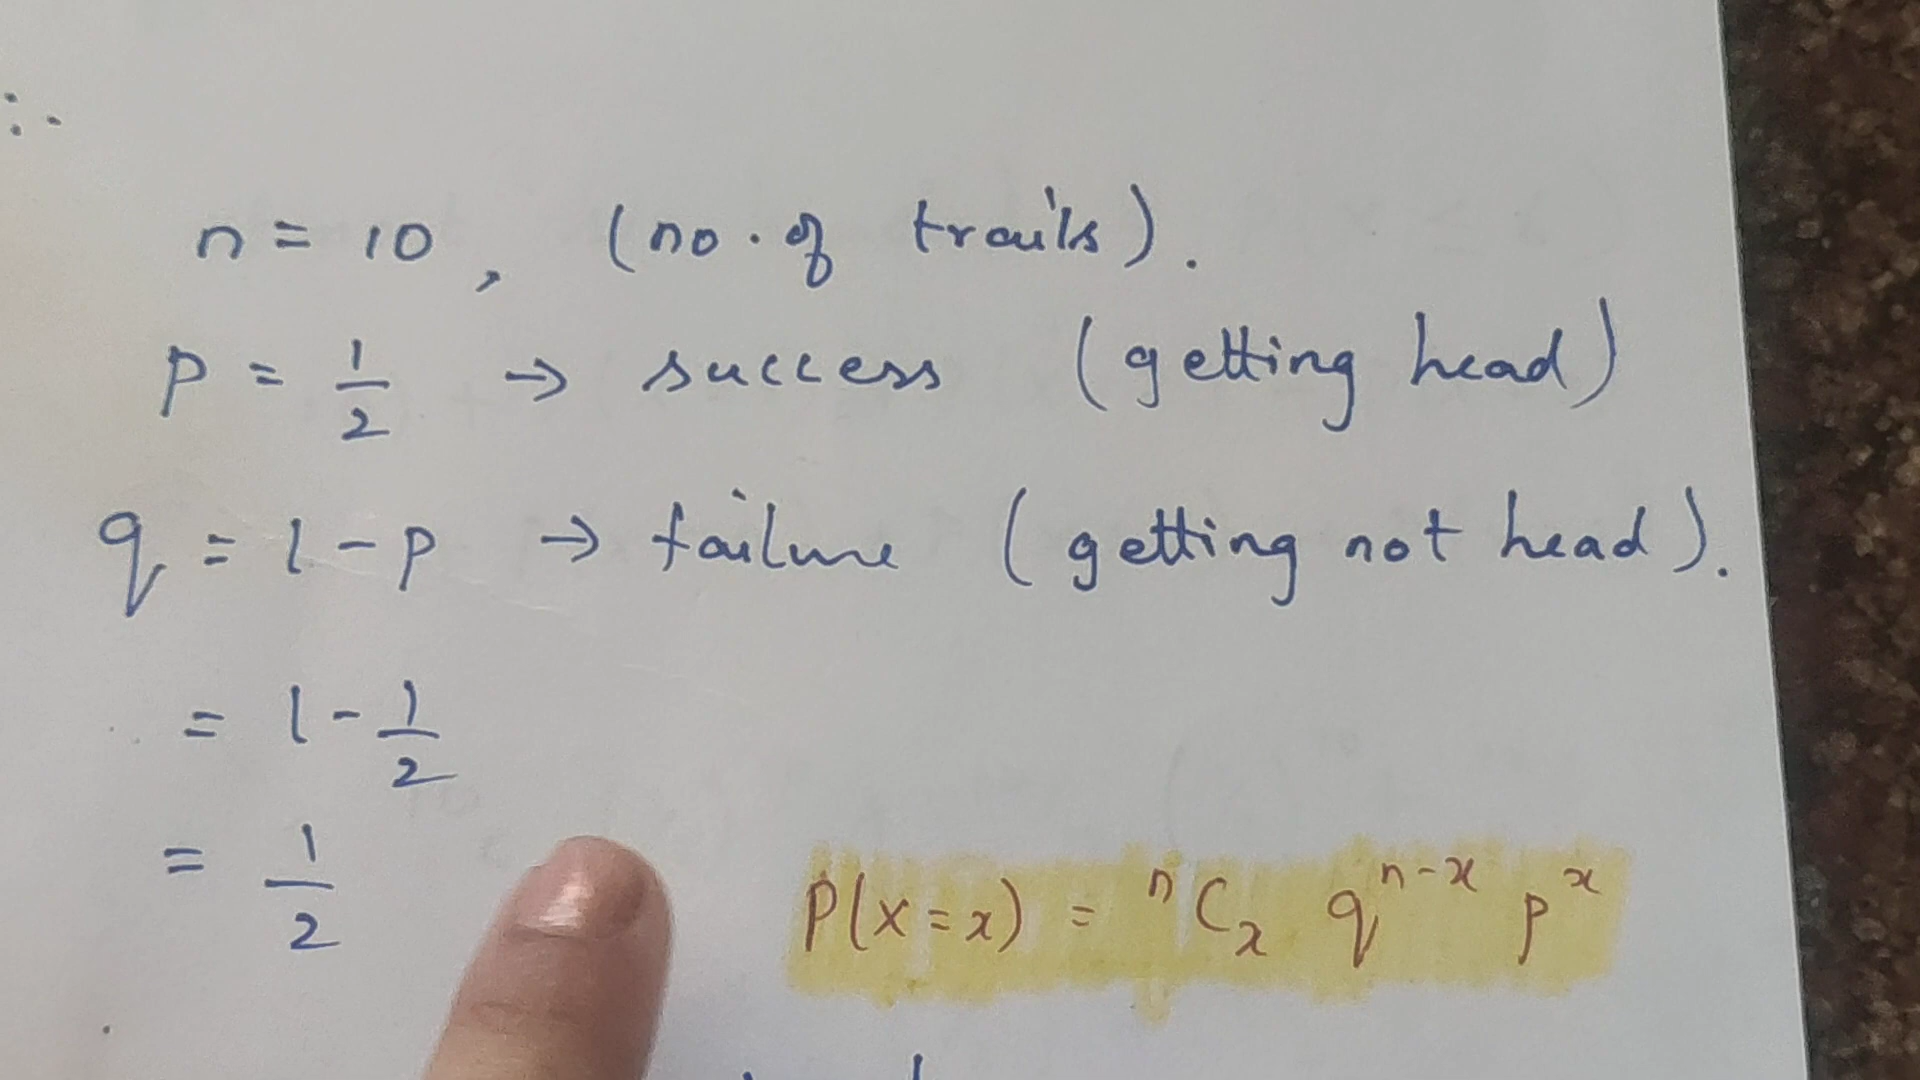 :-
n = 10, (no. of trails).
p = 1/2 → success (getting head)
q = 1 - p → failure (getting not head).
= 1 - 1/2
= 1/2
P(X = x) = ⁿCₓ qⁿ⁻ˣ pˣ